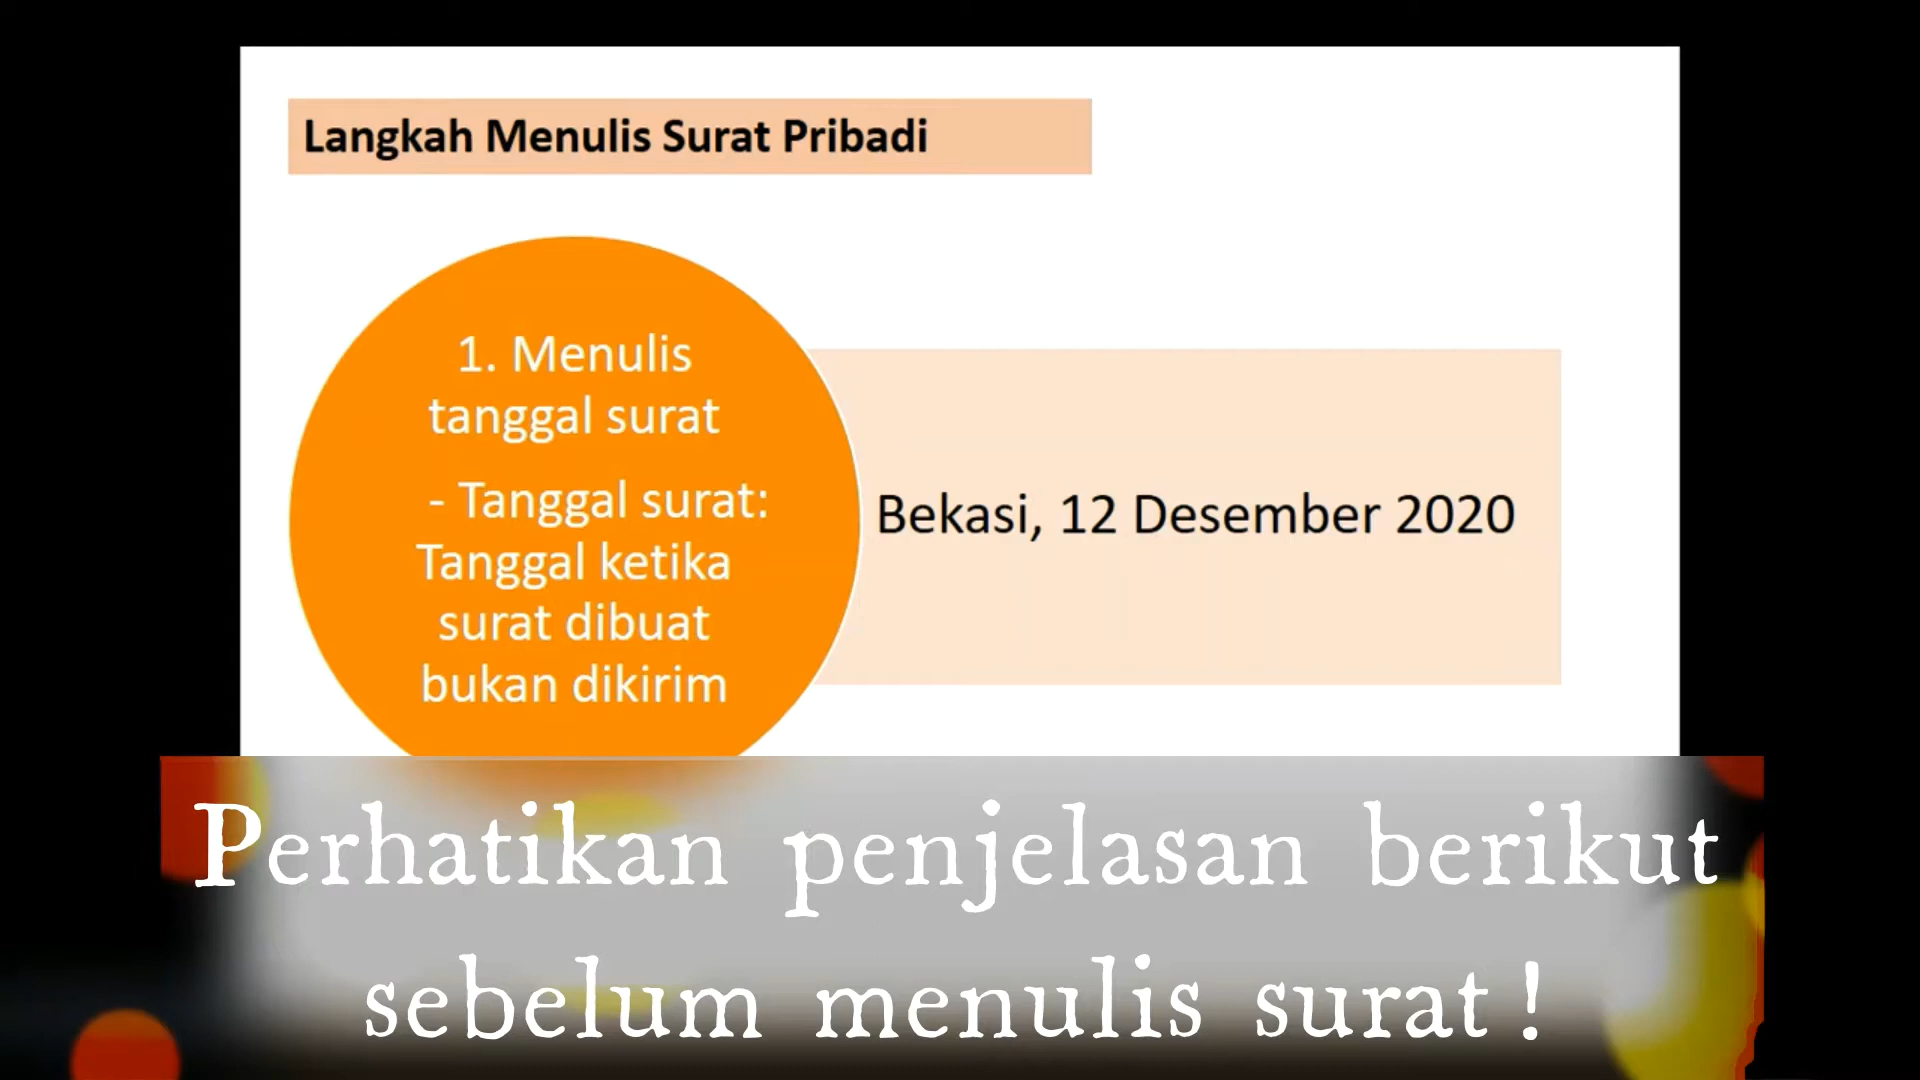 Langkah Menulis Surat Pribadi
1. Menulis
tanggal surat
- Tanggal surat:
Tanggal ketika
surat dibuat
bukan dikirim
Bekasi, 12 Desember 2020
Perhatikan penjelasan berikut
sebelum menulis surat !